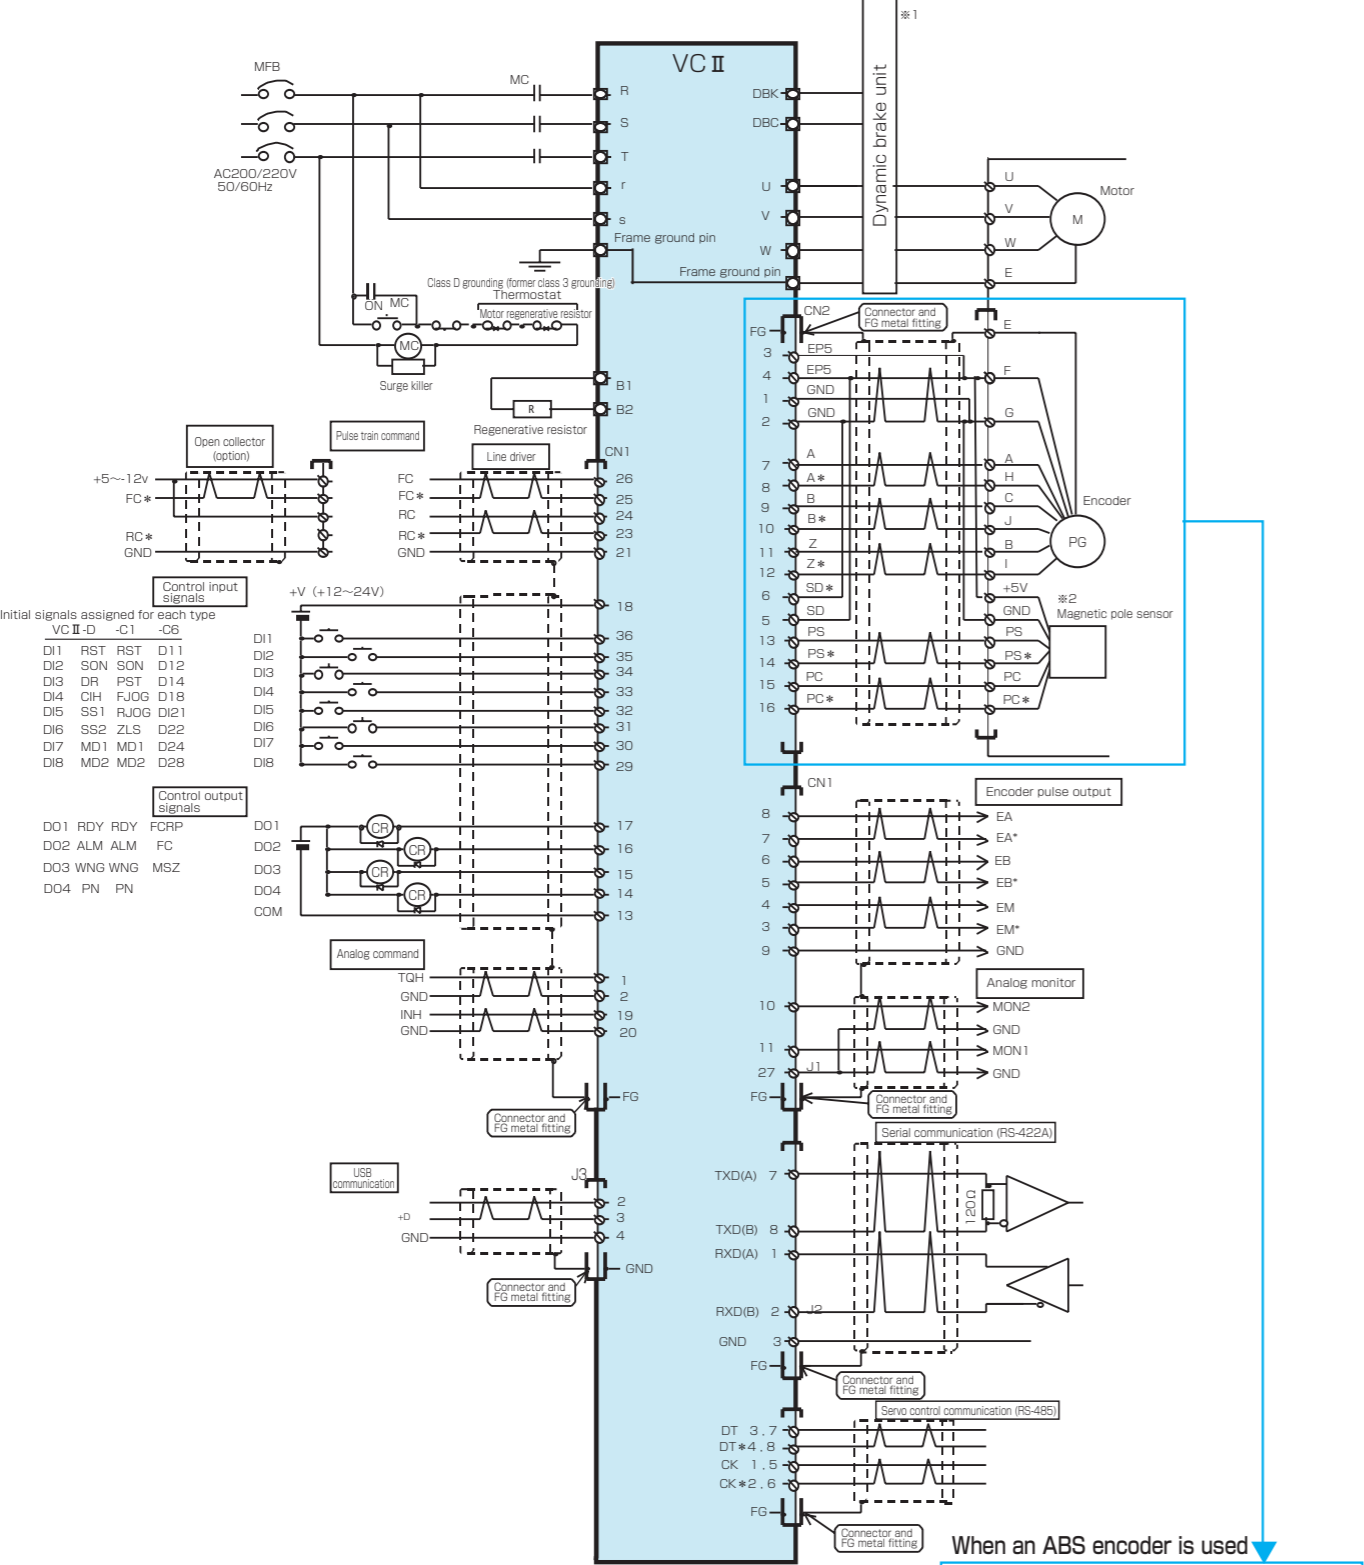 ※1
VCⅡ
MFB
AC200/220V
50/60Hz
MC
R
S
T
r
s
Frame ground pin
Class D grounding (former class 3 grounding)
Thermostat
Motor regenerative resistor
ON
MC
MC
Surge killer
B1
B2
R
Regenerative resistor
DBK
DBC
U
V
W
Frame ground pin
Dynamic brake unit
U
V
W
E
Motor
M
Open collector
(option)
+5～-12v
FC*
RC*
GND
Pulse train command
Line driver
CN1
FC 26
FC* 25
RC 24
RC* 23
GND 21
Control input
signals
Initial signals assigned for each type
VCⅡ-D -C1 -C6
DI1 RST RST D11
DI2 SON SON D12
DI3 DR PST D14
DI4 CIH FJOG D18
DI5 SS1 RJOG DI21
DI6 SS2 ZLS D22
DI7 MD1 MD1 D24
DI8 MD2 MD2 D28
+V (+12~24V)
18
DI1 36
DI2 35
DI3 34
DI4 33
DI5 32
DI6 31
DI7 30
DI8 29
Control output
signals
DO1 RDY RDY FCRP
DO2 ALM ALM FC
DO3 WNG WNG MSZ
DO4 PN PN
DO1 CR 17
DO2 CR 16
DO3 CR 15
DO4 CR 14
COM 13
Analog command
TQH 1
GND 2
INH 19
GND 20
FG
Connector and
FG metal fitting
USB
communication
J3
2
+D 3
GND 4
GND
Connector and
FG metal fitting
CN2
Connector and
FG metal fitting
FG E
3 EP5
4 EP5 F
1 GND
2 GND G
7 A A
8 A* H
9 B C
10 B* J
11 Z B
12 Z* I
6 SD* +5V
5 SD GND
13 PS PS
14 PS* PS*
15 PC PC
16 PC* PC*
Encoder
PG
※2
Magnetic pole sensor
CN1
Encoder pulse output
8 EA
7 EA*
6 EB
5 EB*
4 EM
3 EM*
9 GND
Analog monitor
10 MON2
GND
11 MON1
27 J1 GND
FG
Connector and
FG metal fitting
Serial communication (RS-422A)
TXD(A) 7
120Ω
TXD(B) 8
RXD(A) 1
RXD(B) 2 J2
GND 3
FG
Connector and
FG metal fitting
Servo control communication (RS-485)
DT 3.7
DT*4.8
CK 1.5
CK*2.6
FG
Connector and
FG metal fitting
When an ABS encoder is used